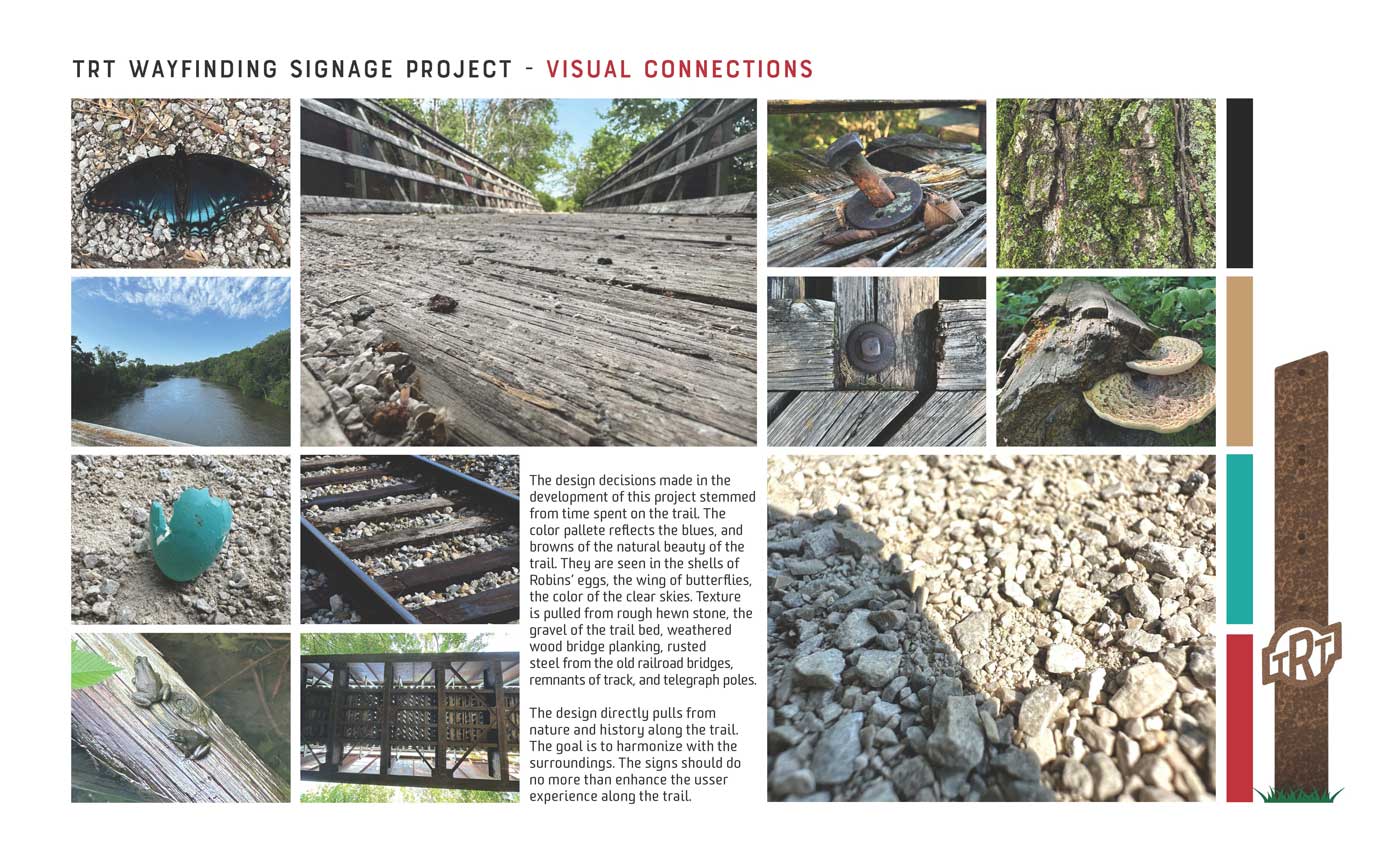 TRT WAYFINDING SIGNAGE PROJECT - VISUAL CONNECTIONS
The design decisions made in the
development of this project stemmed
from time spent on the trail. The
color pallete reflects the blues, and
browns of the natural beauty of the
trail. They are seen in the shells of
Robins' eggs, the wing of butterflies,
the color of the clear skies. Texture
is pulled from rough hewn stone, the
gravel of the trail bed, weathered
wood bridge planking, rusted
steel from the old railroad bridges,
remnants of track, and telegraph poles.
The design directly pulls from
nature and history along the trail.
The goal is to harmonize with the
surroundings. The signs should do
no more than enhance the usser
experience along the trail.
TRT